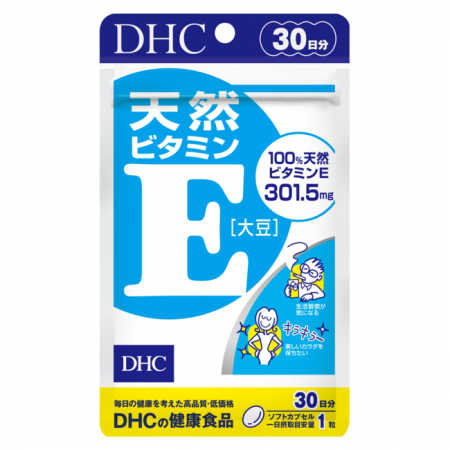 DHC
30日分
天然
ビタミン
E
[大豆]
100%天然
ビタミンE
301.5mg
生活習慣が
気になる
キラキラー
美しいカラダを
保ちたい
DHC
毎日の健康を考えた高品質・低価格
DHCの健康食品
30日分
ソフトカプセル
一日摂取目安量 1粒